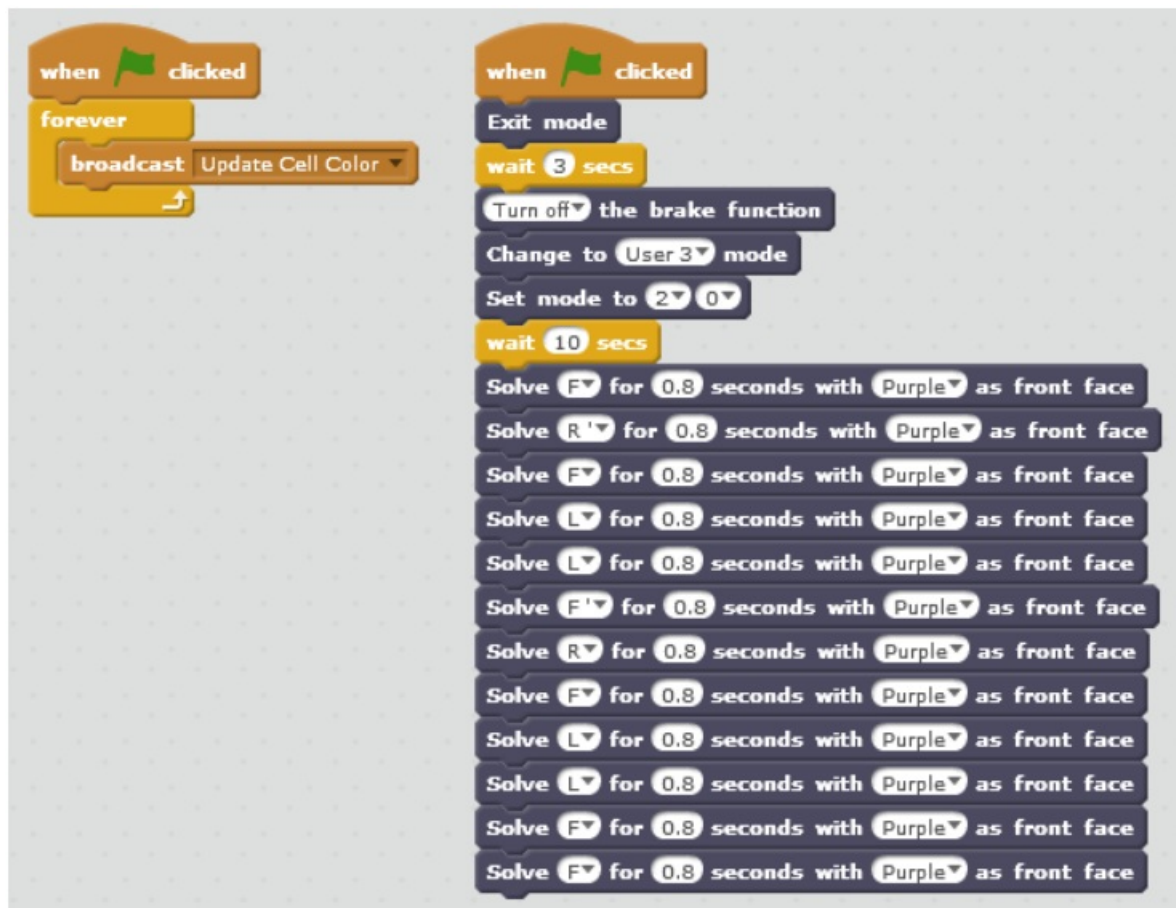 when clicked
forever
broadcast Update Cell Color
when clicked
Exit mode
wait 3 secs
Turn off the brake function
Change to User 3 mode
Set mode to 2 0
wait 10 secs
Solve F for 0.8 seconds with Purple as front face
Solve R ' for 0.8 seconds with Purple as front face
Solve F for 0.8 seconds with Purple as front face
Solve L for 0.8 seconds with Purple as front face
Solve L for 0.8 seconds with Purple as front face
Solve F ' for 0.8 seconds with Purple as front face
Solve R for 0.8 seconds with Purple as front face
Solve F for 0.8 seconds with Purple as front face
Solve L for 0.8 seconds with Purple as front face
Solve L for 0.8 seconds with Purple as front face
Solve F for 0.8 seconds with Purple as front face
Solve F for 0.8 seconds with Purple as front face